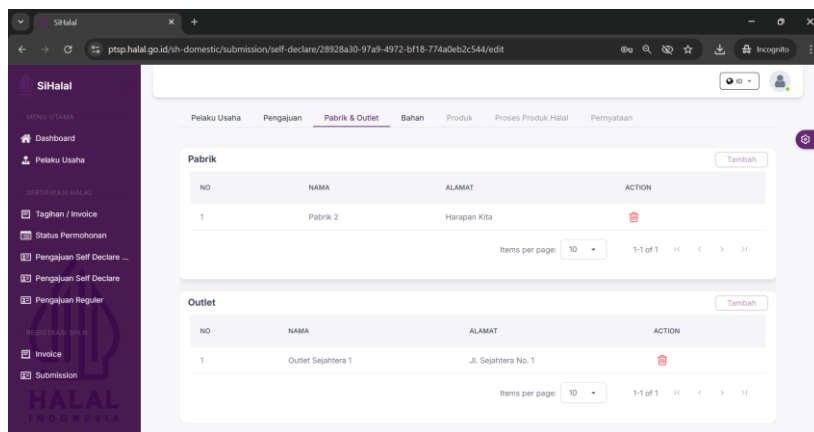 SiHalal
ptsp.halal.go.id/sh-domestic/submission/self-declare/28928a30-97a9-4972-bf18-774a0eb2c544/edit
Incognito
SiHalal
ID
MENU UTAMA
Dashboard
Pelaku Usaha
SERTIFIKASI HALAL
Tagihan / Invoice
Status Permohonan
Pengajuan Self Declare ...
Pengajuan Self Declare
Pengajuan Reguler
REGISTRASI SHLN
Invoice
Submission
HALAL
INDONESIA
Pelaku Usaha Pengajuan Pabrik & Outlet Bahan Produk Proses Produk Halal Pernyataan
Pabrik Tambah
NO NAMA ALAMAT ACTION
1 Pabrik 2 Harapan Kita
Items per page: 10 1-1 of 1
Outlet Tambah
NO NAMA ALAMAT ACTION
1 Outlet Sejahtera 1 Jl. Sejahtera No. 1
Items per page: 10 1-1 of 1